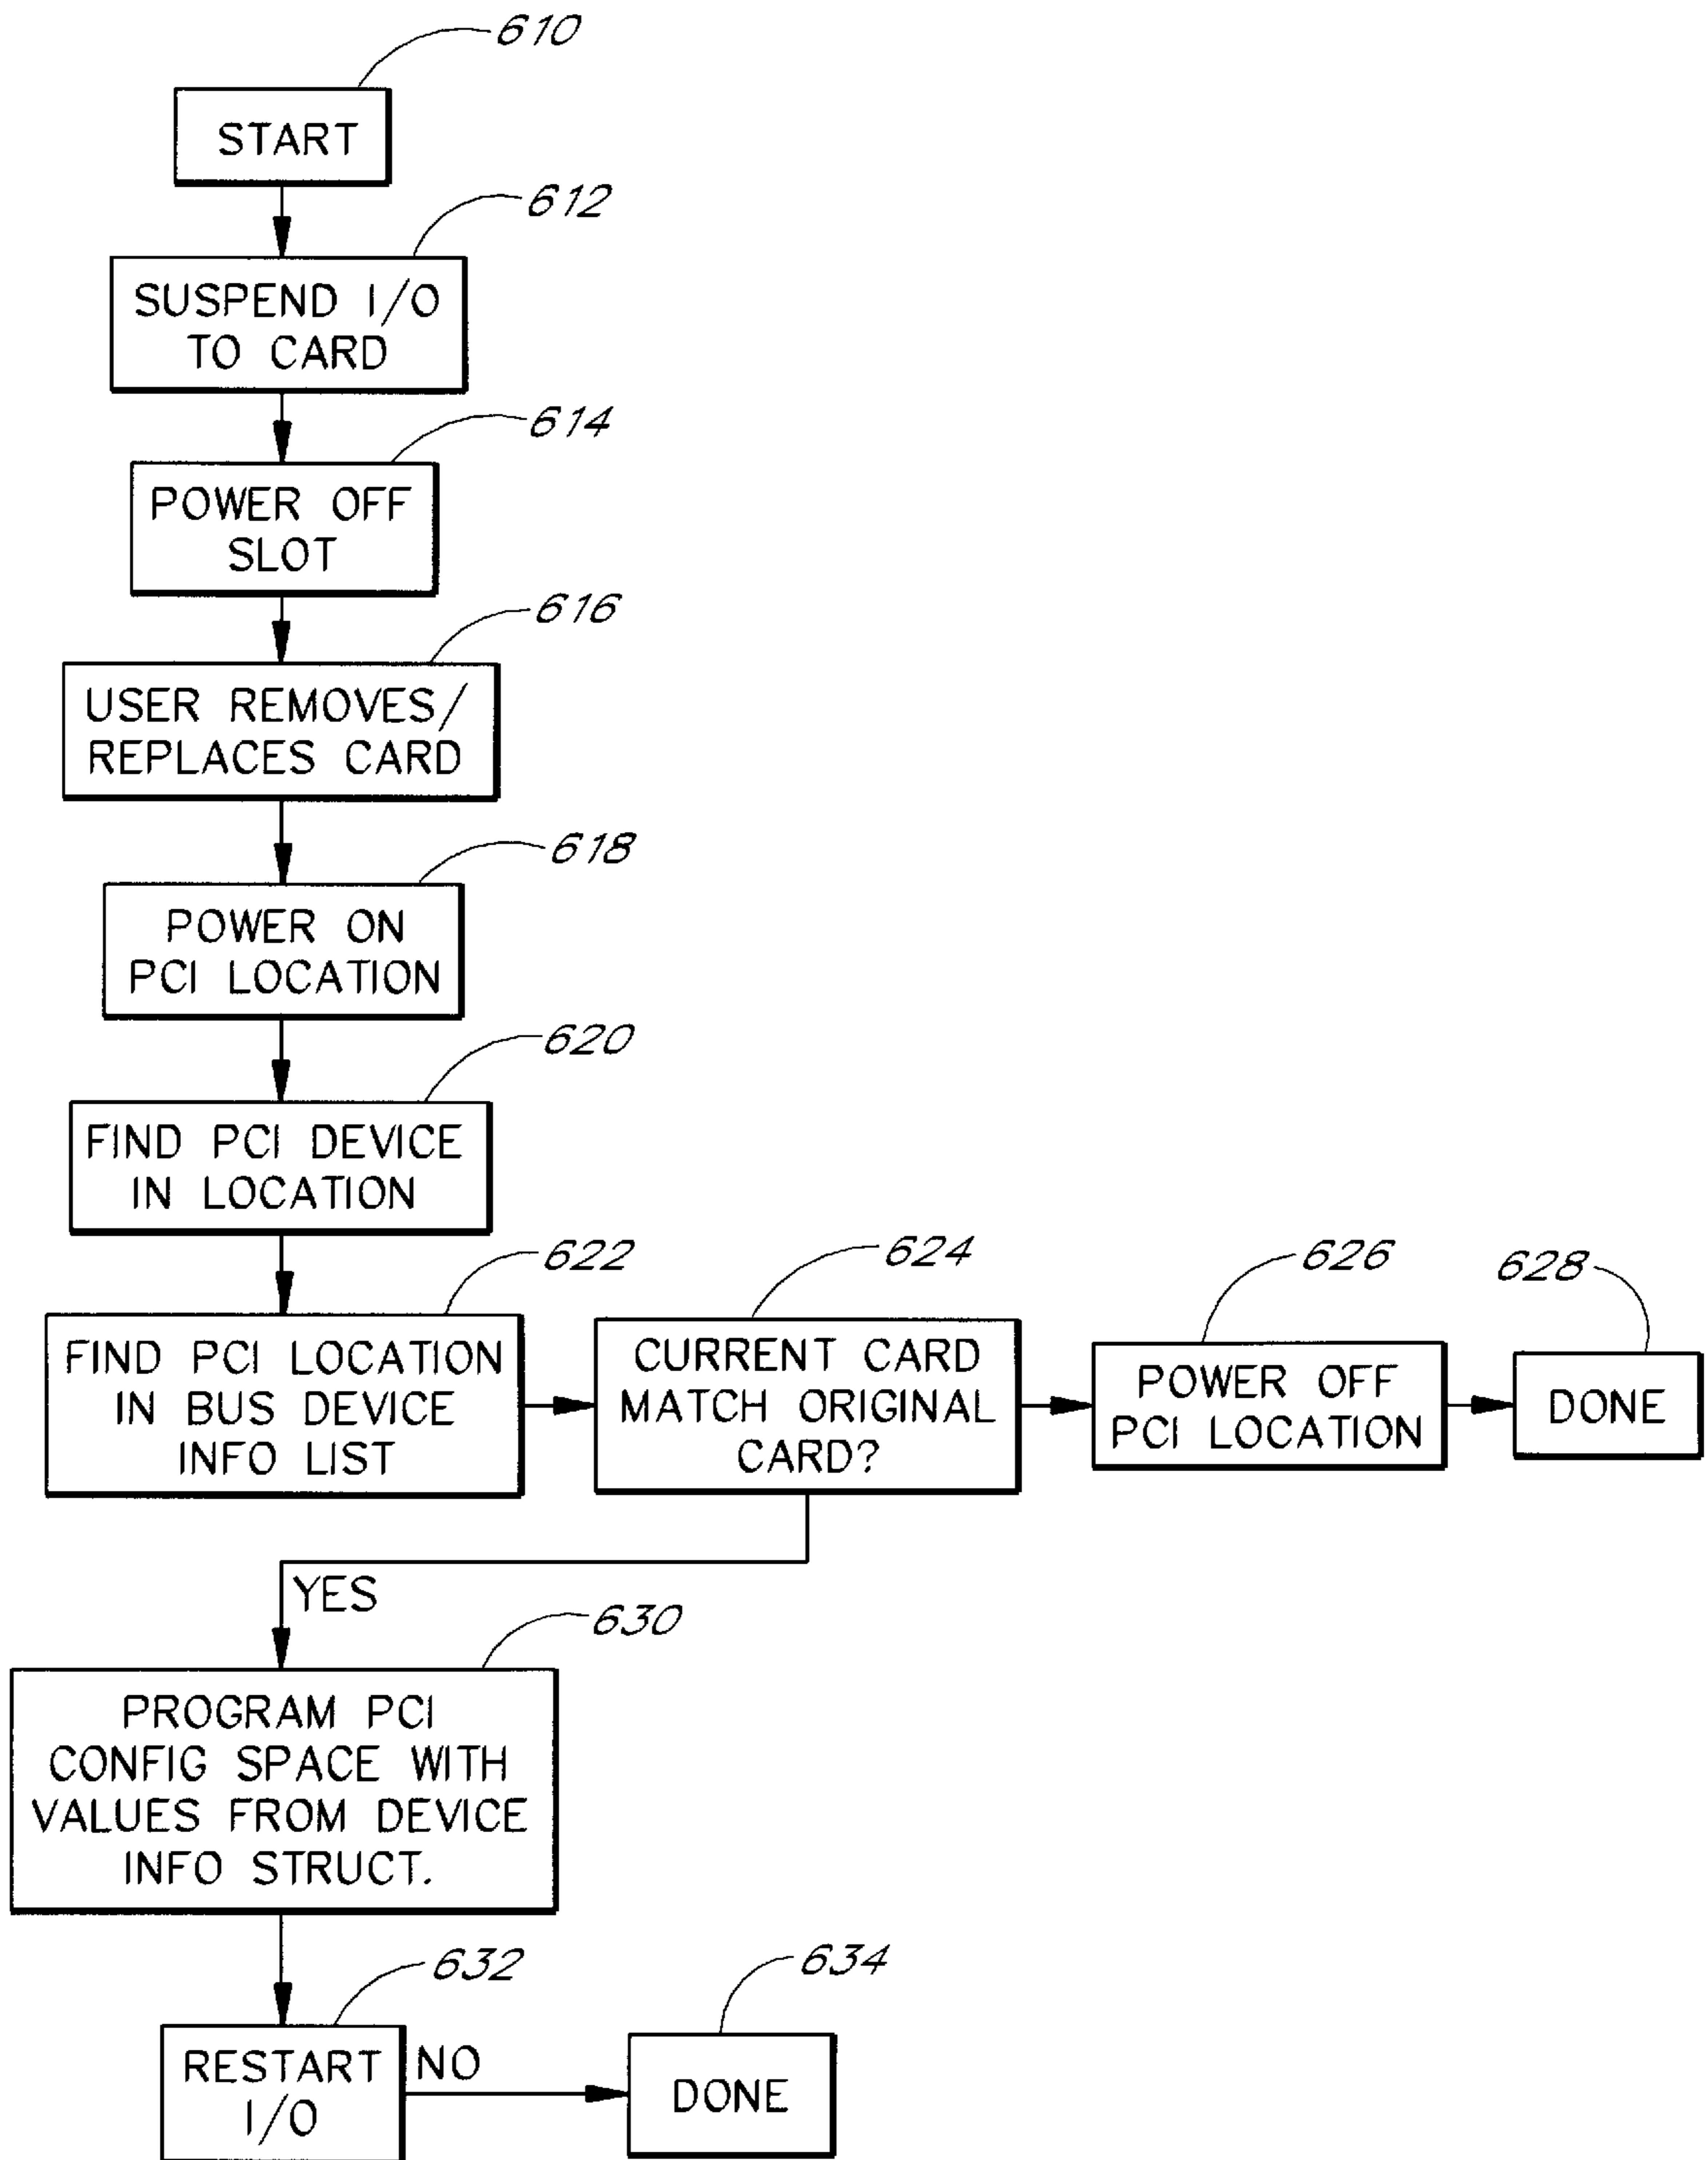 610
START
612
SUSPEND I/O
TO CARD
614
POWER OFF
SLOT
616
USER REMOVES/
REPLACES CARD
618
POWER ON
PCI LOCATION
620
FIND PCI DEVICE
IN LOCATION
622
FIND PCI LOCATION
IN BUS DEVICE
INFO LIST
624
CURRENT CARD
MATCH ORIGINAL
CARD?
626
POWER OFF
PCI LOCATION
628
DONE
YES
630
PROGRAM PCI
CONFIG SPACE WITH
VALUES FROM DEVICE
INFO STRUCT.
632
RESTART
I/O
NO
634
DONE